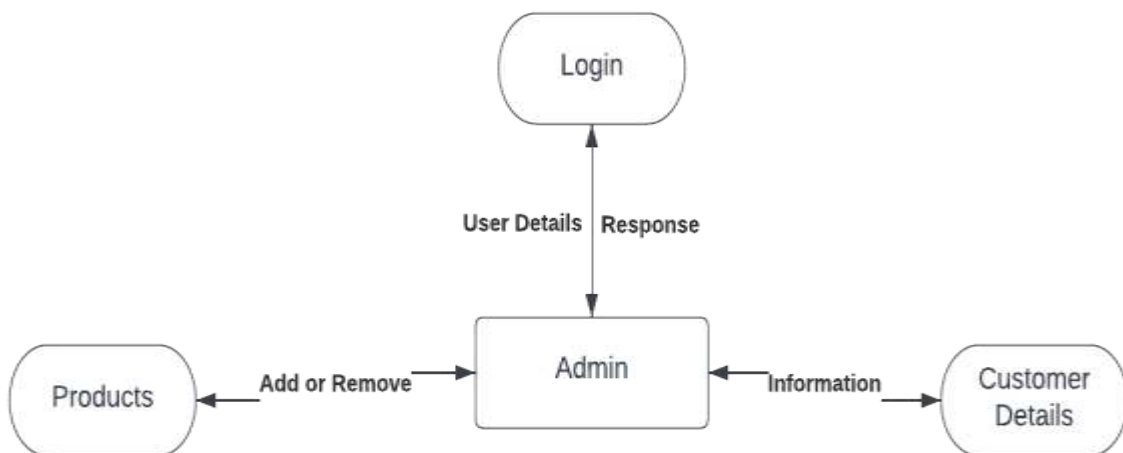 Login
User Details
Response
Admin
Products
Add or Remove
Information
Customer
Details